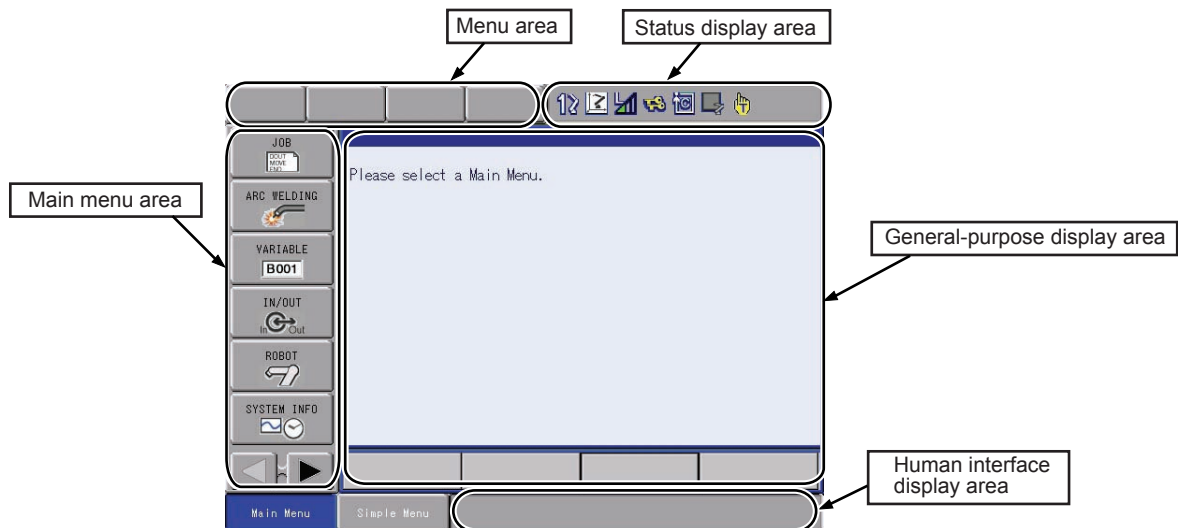 Menu area
Status display area
JOB
DOUT
MOVE
END
Please select a Main Menu.
Main menu area
ARC WELDING
General-purpose display area
VARIABLE
B001
IN/OUT
In Out
ROBOT
SYSTEM INFO
Human interface
display area
Main Menu
Simple Menu